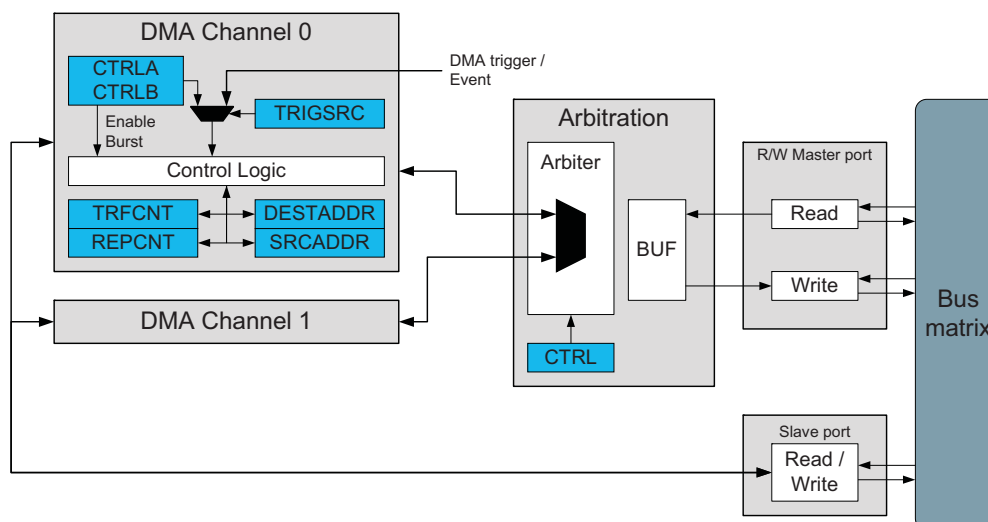 DMA Channel 0
CTRLA
CTRLB
DMA trigger /
Event
TRIGSRC
Enable
Burst
Control Logic
TRFCNT
DESTADDR
REPCNT
SRCADDR
DMA Channel 1
Arbitration
Arbiter
BUF
CTRL
R/W Master port
Read
Write
Bus
matrix
Slave port
Read /
Write